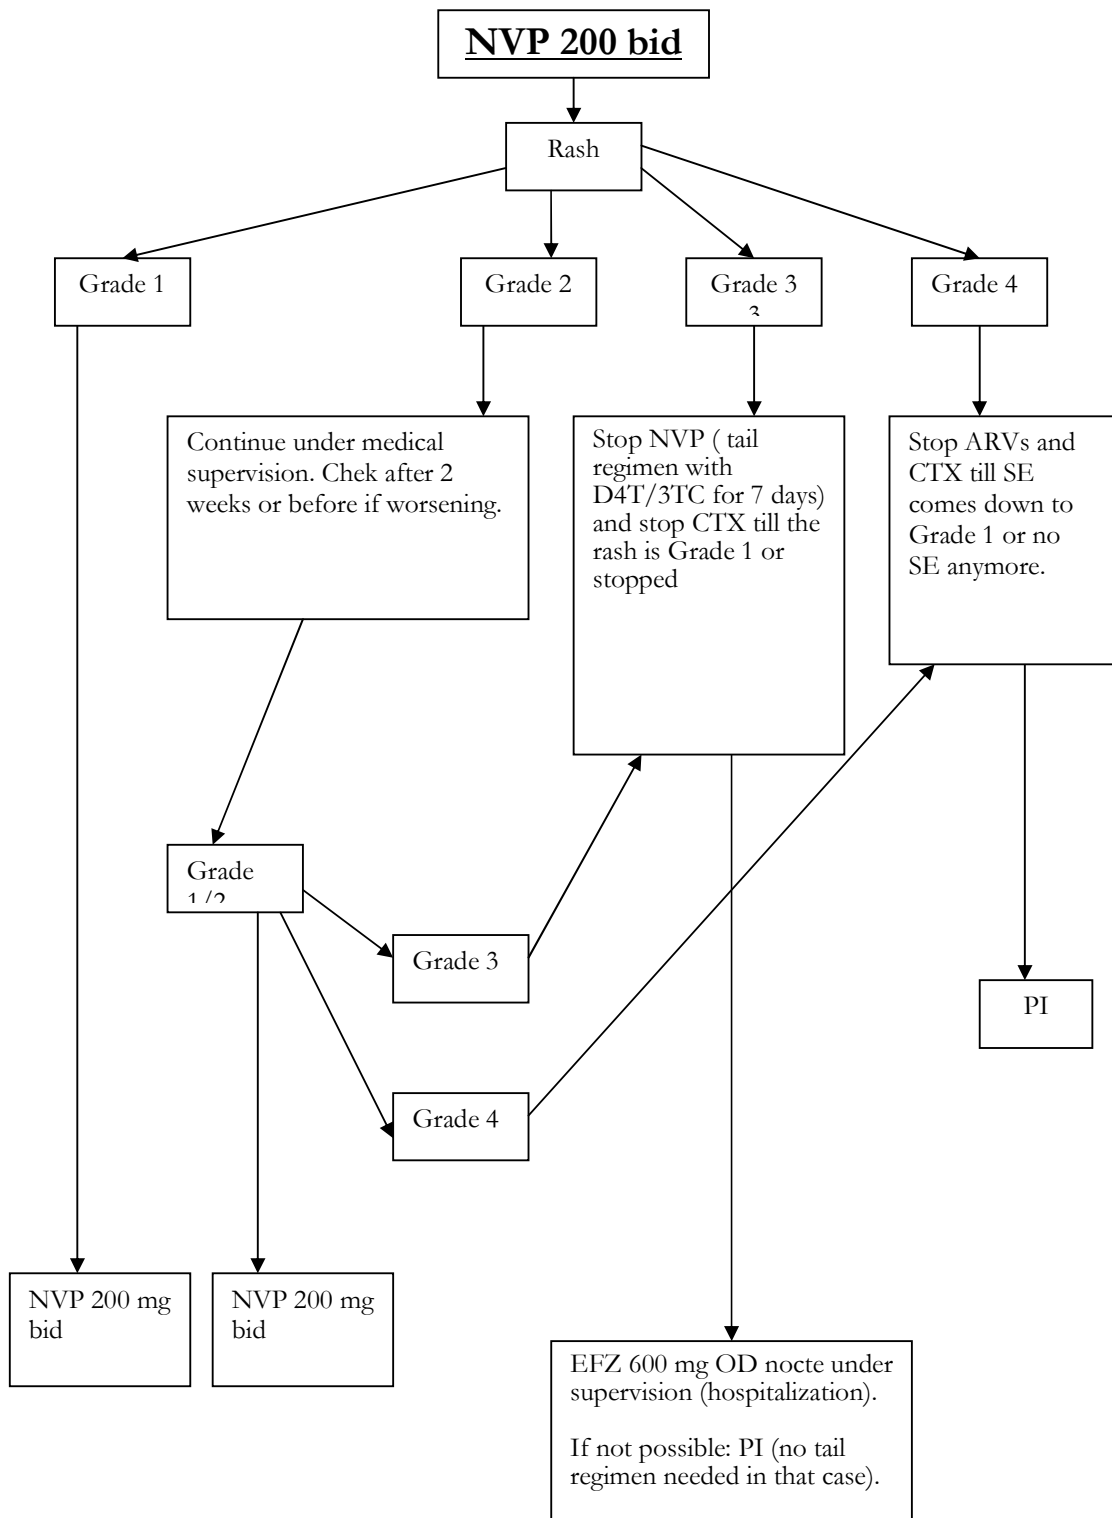 NVP 200 bid
Rash
Grade 1
Grade 2
Grade 3
3
Grade 4
Continue under medical
supervision. Chek after 2
weeks or before if worsening.
Stop NVP ( tail
regimen with
D4T/3TC for 7 days)
and stop CTX till the
rash is Grade 1 or
stopped
Stop ARVs and
CTX till SE
comes down to
Grade 1 or no
SE anymore.
Grade
1/2
Grade 3
PI
Grade 4
NVP 200 mg
bid
NVP 200 mg
bid
EFZ 600 mg OD nocte under
supervision (hospitalization).
If not possible: PI (no tail
regimen needed in that case).